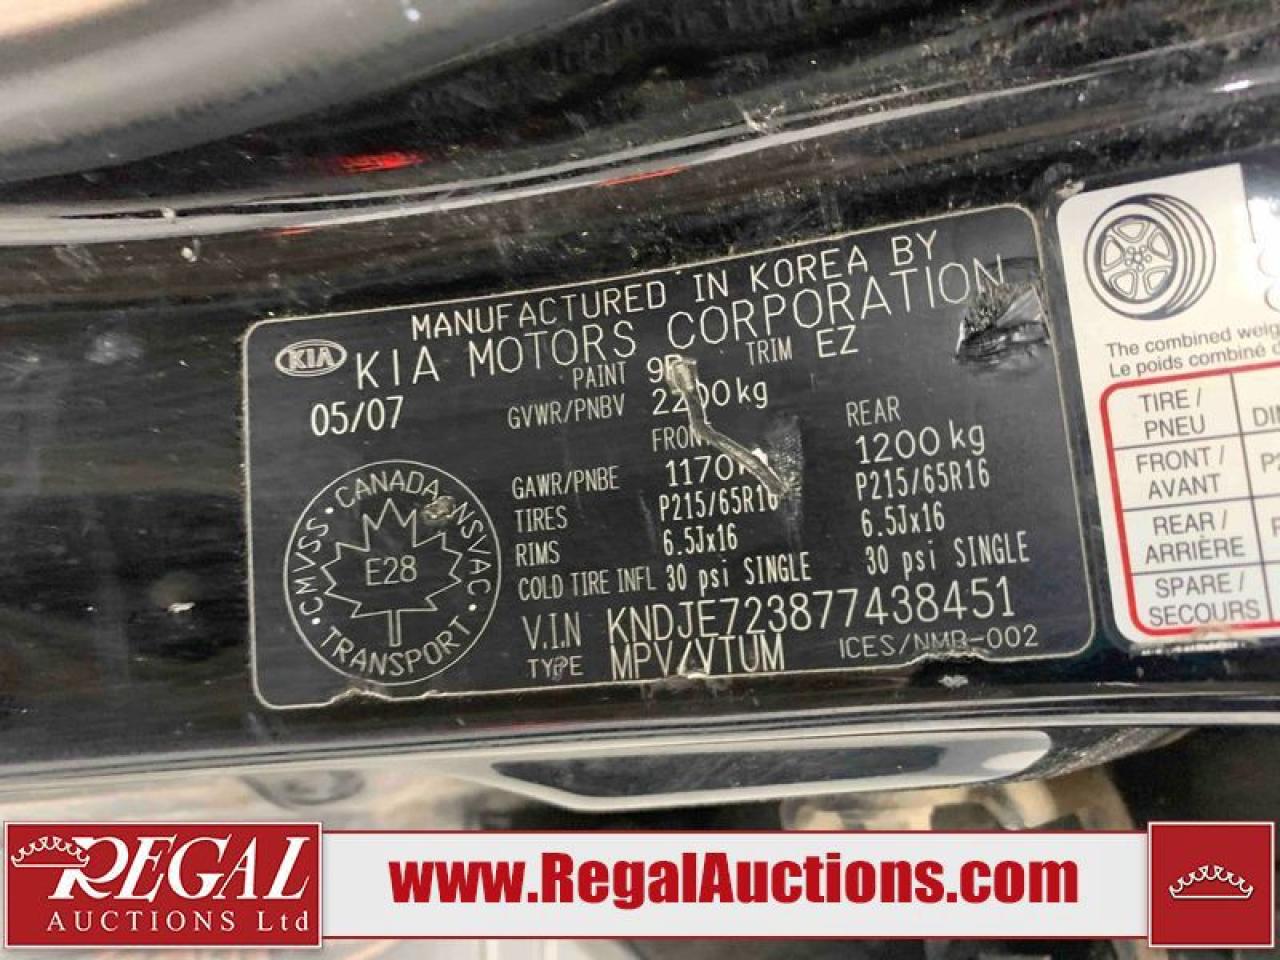 MANUFACTURED IN KOREA BY
KIA KIA MOTORS CORPORATION
05/07 PAINT TRIM EZ
GVWR/PNBV 2200kg
FRONT REAR
GAWR/PNBE 1170 1200kg
TIRES P215/65R16 P215/65R16
RIMS 6.5Jx16 6.5Jx16
COLD TIRE INFL 30 psi SINGLE 30 psi SINGLE
V.I.N KNDJE723877438451
TYPE MPV/VTUM ICES/NMB-002
CANADA
CMVSS • NSVAC
E28
TRANSPORT
The combined weig
Le poids combiné d
TIRE /
PNEU
FRONT /
AVANT
REAR /
ARRIÈRE
SPARE /
SECOURS
REGAL
AUCTIONS Ltd
www.RegalAuctions.com